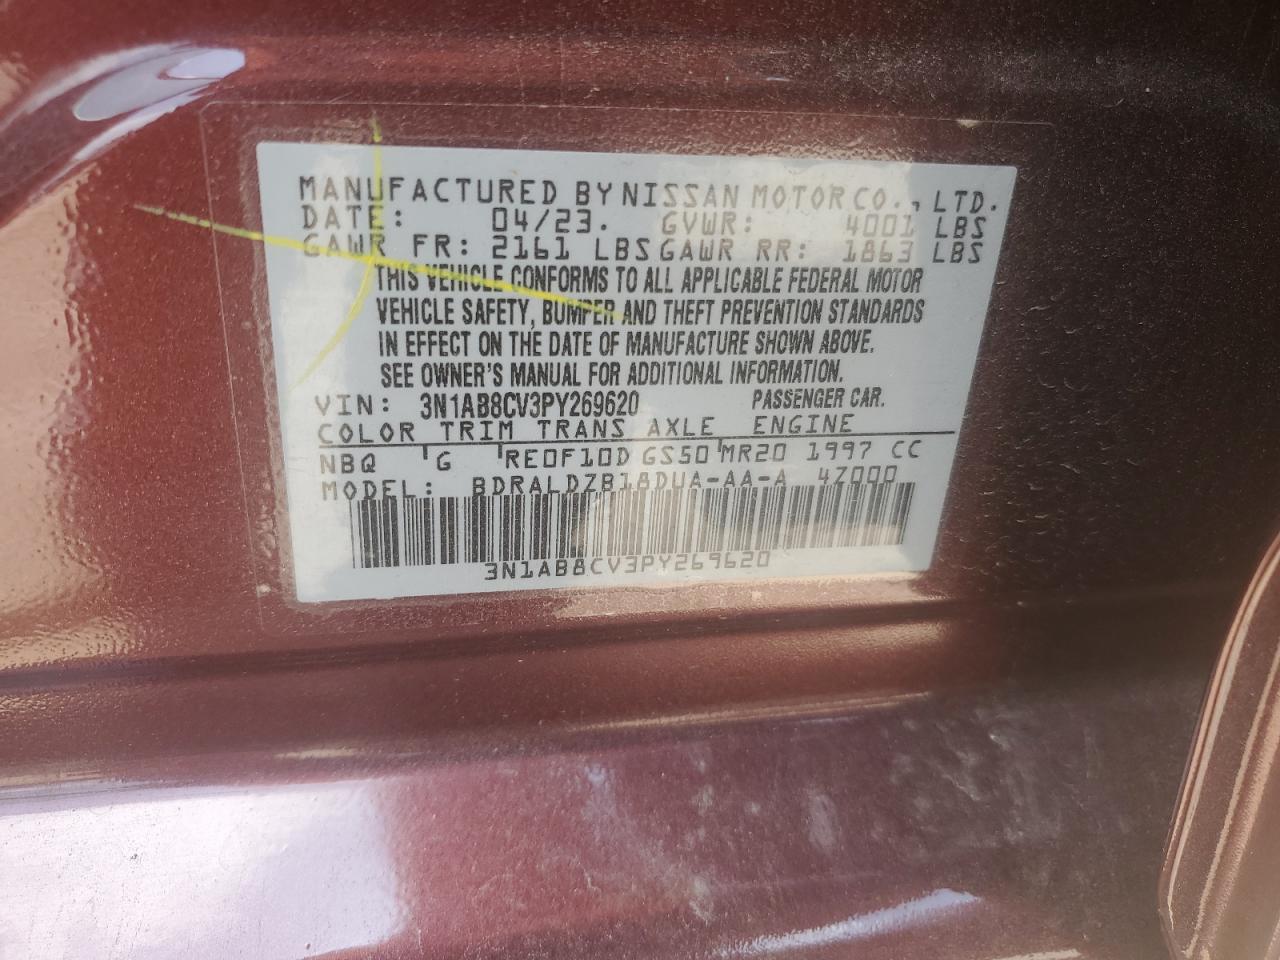 MANUFACTURED BY NISSAN MOTOR CO., LTD.
DATE: 04/23. GVWR: 4001 LBS
GAWR FR: 2161 LBS GAWR RR: 1863 LBS
THIS VEHICLE CONFORMS TO ALL APPLICABLE FEDERAL MOTOR
VEHICLE SAFETY, BUMPER AND THEFT PREVENTION STANDARDS
IN EFFECT ON THE DATE OF MANUFACTURE SHOWN ABOVE.
SEE OWNER'S MANUAL FOR ADDITIONAL INFORMATION.
VIN: 3N1AB8CV3PY269620 PASSENGER CAR.
COLOR TRIM TRANS AXLE ENGINE
NBQ G RE0F10D GS50 MR20 1997 CC
MODEL: BDRALDZB18DUA-AA-A 4Z000
3N1AB8CV3PY269620